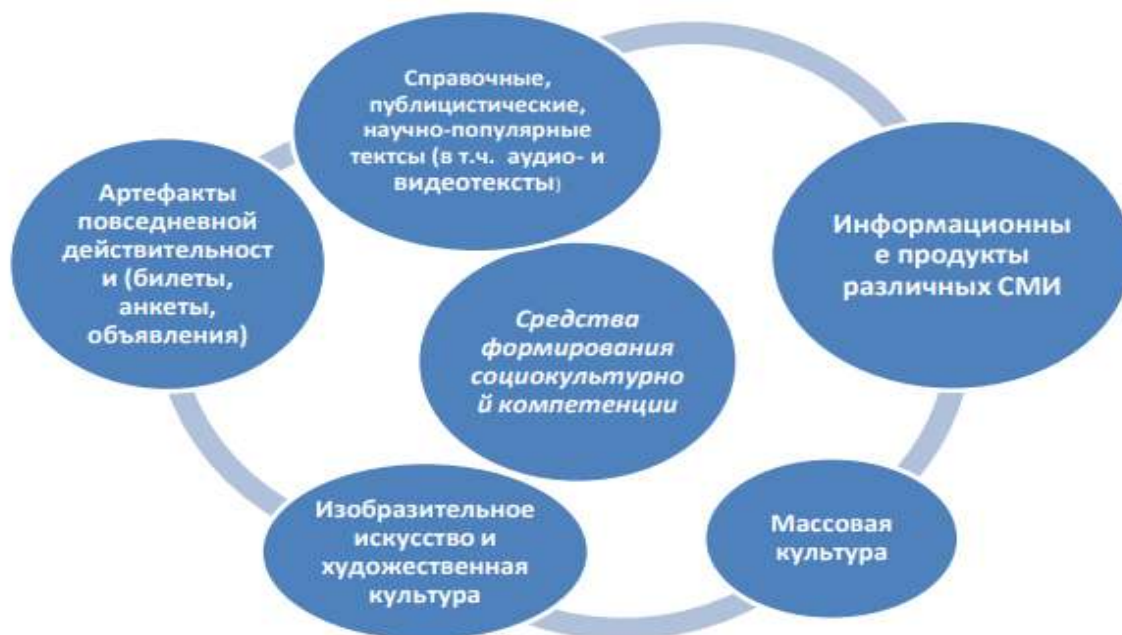 Справочные,
публицистические,
научно-популярные
тектсы (в т.ч. аудио- и
видеотексты)
Информационны
е продукты
различных СМИ
Массовая
культура
Изобразительное
искусство и
художественная
культура
Артефакты
повседневной
действительност
и (билеты,
анкеты,
объявления)
Средства
формирования
социокультурно
й компетенции